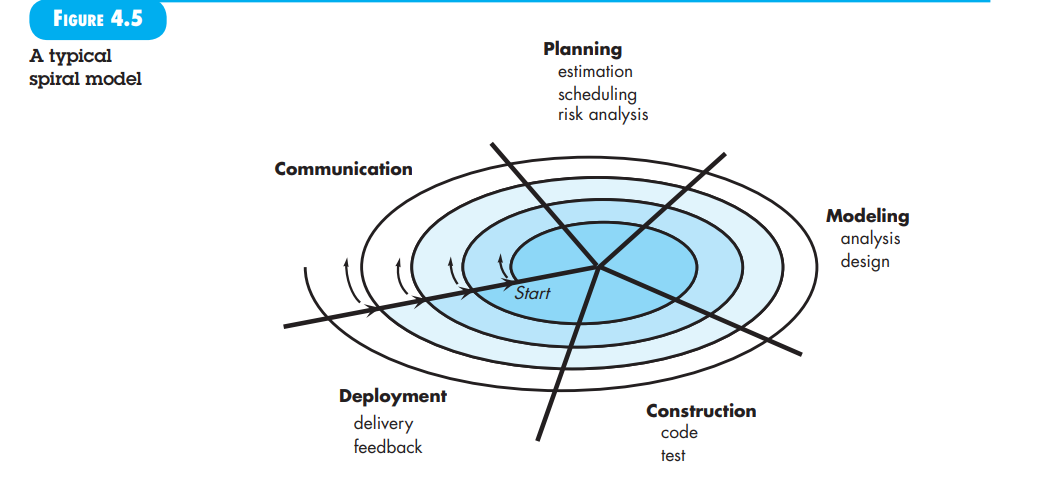 FIGURE 4.5
A typical
spiral model
Planning
estimation
scheduling
risk analysis
Communication
Modeling
analysis
design
Start
Deployment
delivery
feedback
Construction
code
test